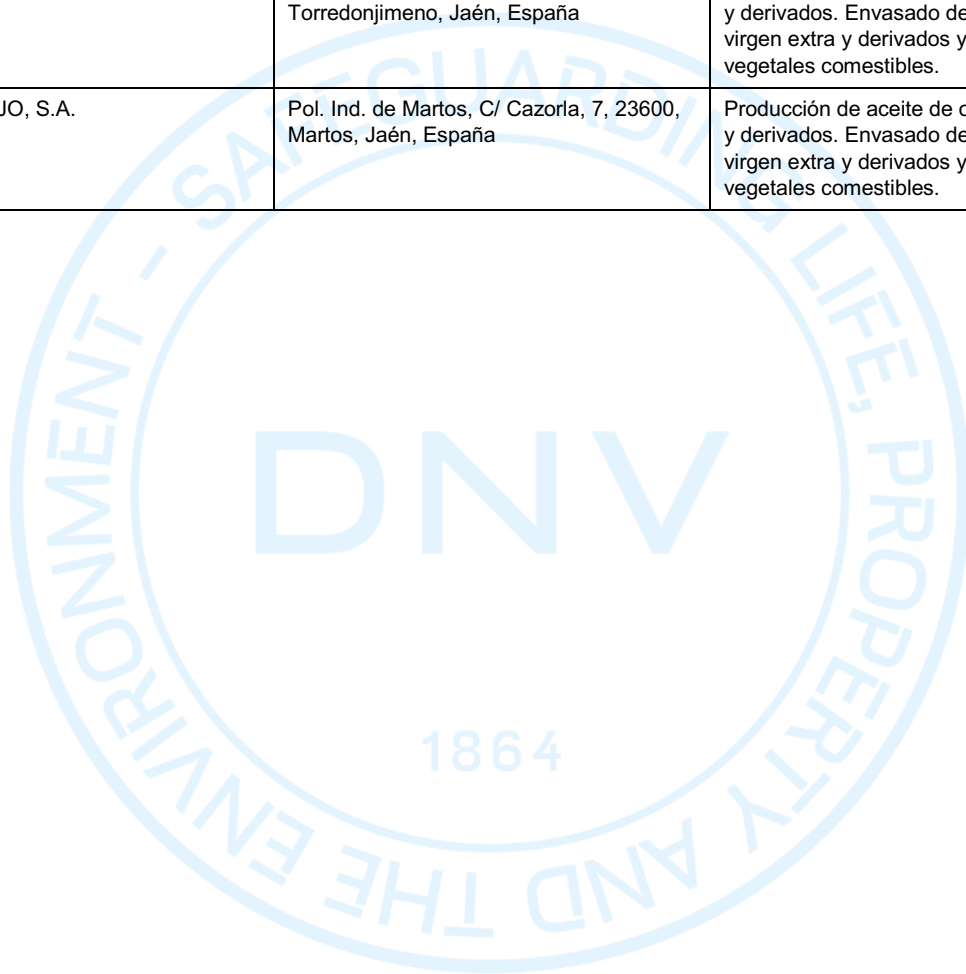 Torredonjimeno, Jaén, España
y derivados. Envasado de
virgen extra y derivados y
vegetales comestibles.
JO, S.A.
Pol. Ind. de Martos, C/ Cazorla, 7, 23600,
Martos, Jaén, España
Producción de aceite de
y derivados. Envasado de
virgen extra y derivados y
vegetales comestibles.
SAFEGUARDING LIFE, PROPERTY AND THE ENVIRONMENT -
DNV
1864